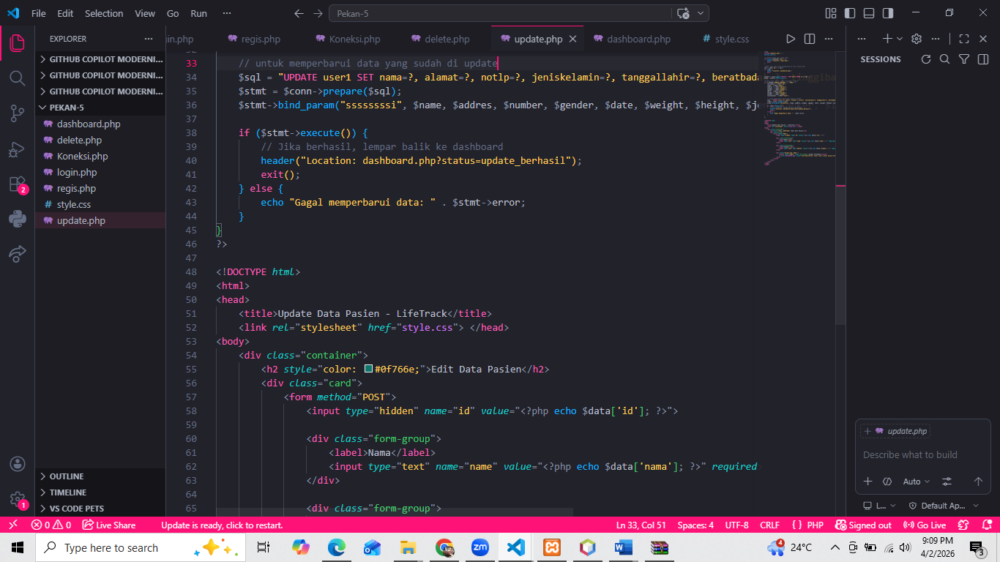 File Edit Selection View Go Run ··· Pekan-5
EXPLORER ···
gin.php regis.php Koneksi.php delete.php update.php dashboard.php style.css
GITHUB COPILOT MODERNI...
GITHUB COPILOT MODERNI...
GITHUB COPILOT MODERNI...
PEKAN-5
dashboard.php
delete.php
Koneksi.php
login.php
regis.php
style.css
update.php
OUTLINE
TIMELINE
VS CODE PETS
2
1
33 // untuk memperbarui data yang sudah di update
34 $sql = "UPDATE user1 SET nama=?, alamat=?, notlp=?, jeniskelamin=?, tanggallahir=?, beratbada
35 $stmt = $conn->prepare($sql);
36 $stmt->bind_param("sssssssssi", $name, $addres, $number, $gender, $date, $weight, $height, $j
37
38 if ($stmt->execute()) {
39 // Jika berhasil, lempar balik ke dashboard
40 header("Location: dashboard.php?status=update_berhasil");
41 exit();
42 } else {
43 echo "Gagal memperbarui data: " . $stmt->error;
44 }
45 }
46 ?>
47
48 <!DOCTYPE html>
49 <html>
50 <head>
51 <title>Update Data Pasien - LifeTrack</title>
52 <link rel="stylesheet" href="style.css"> </head>
53 <body>
54 <div class="container">
55 <h2 style="color: #0f766e;">Edit Data Pasien</h2>
56 <div class="card">
57 <form method="POST">
58 <input type="hidden" name="id" value="<?php echo $data['id']; ?>">
59
60 <div class="form-group">
61 <label>Nama</label>
62 <input type="text" name="name" value="<?php echo $data['nama']; ?>" required
63 </div>
64
65 <div class="form-group">
SESSIONS
update.php
Describe what to build
Auto
L... Default Ap...
0 0 Live Share Update is ready, click to restart. Ln 33, Col 51 Spaces: 4 UTF-8 CRLF { } PHP Signed out Go Live
Type here to search
4 24°C 9:09 PM
4/2/2026
3